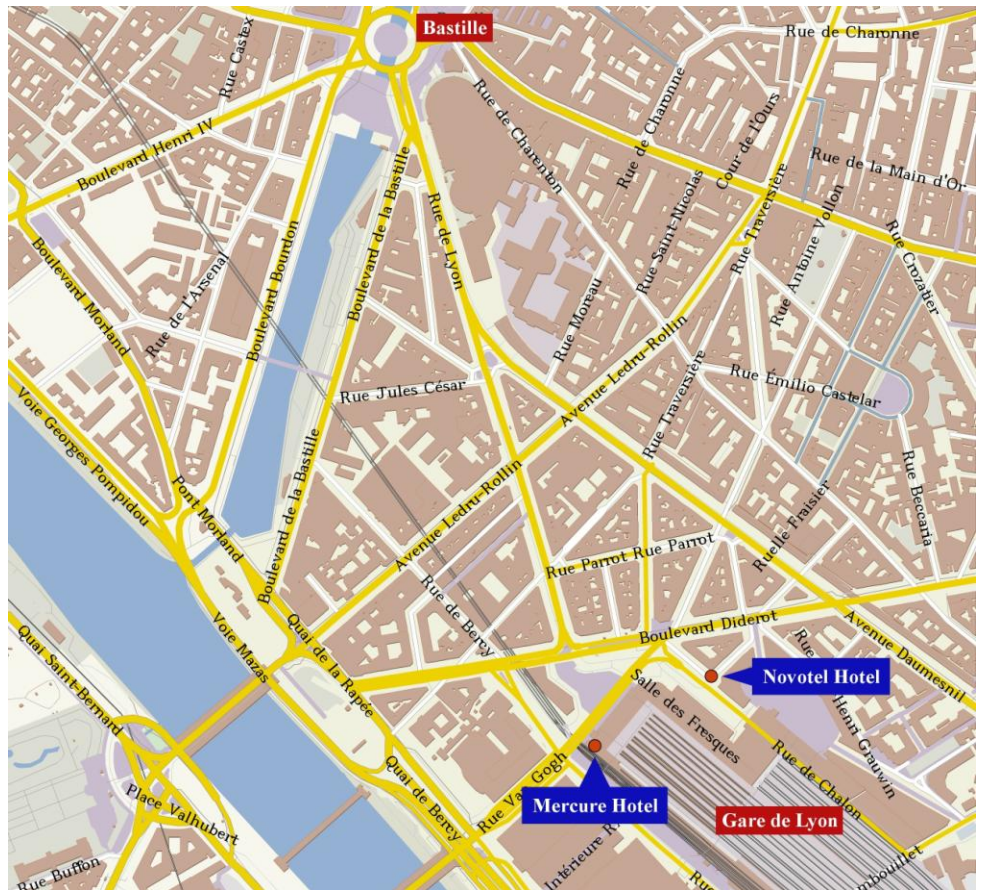 Bastille
Rue de Charonne
Rue Castex
Boulevard Henri IV
Rue de Charenton
Rue de Charonne
Cour de l'Ours
Rue de la Main d'Or
Boulevard de la Bastille
Rue de Lyon
Rue Saint-Nicolas
Rue Traversière
Rue Antoine Vollon
Rue Crozatier
Boulevard Morland
Rue de l'Arsenal
Boulevard Bourdon
Rue Moreau
Avenue Ledru-Rollin
Rue Jules César
Rue Traversière
Rue Émilio Castelar
Voie Georges Pompidou
Pont Morland
Boulevard de la Bastille
Avenue Ledru-Rollin
Rue Beccaria
Ruelle Fraisier
Rue Parrot
Rue Parrot
Rue de Bercy
Quai Saint-Bernard
Voie Mazas
Quai de la Rapée
Boulevard Diderot
Avenue Daumesnil
Novotel Hotel
Salle des Fresques
Henri Grauwin
Rue de Chalon
Place Valhubert
Quai de Bercy
Rue Van Gogh
Mercure Hotel
Gare de Lyon
Rue Buffon
Intérieure